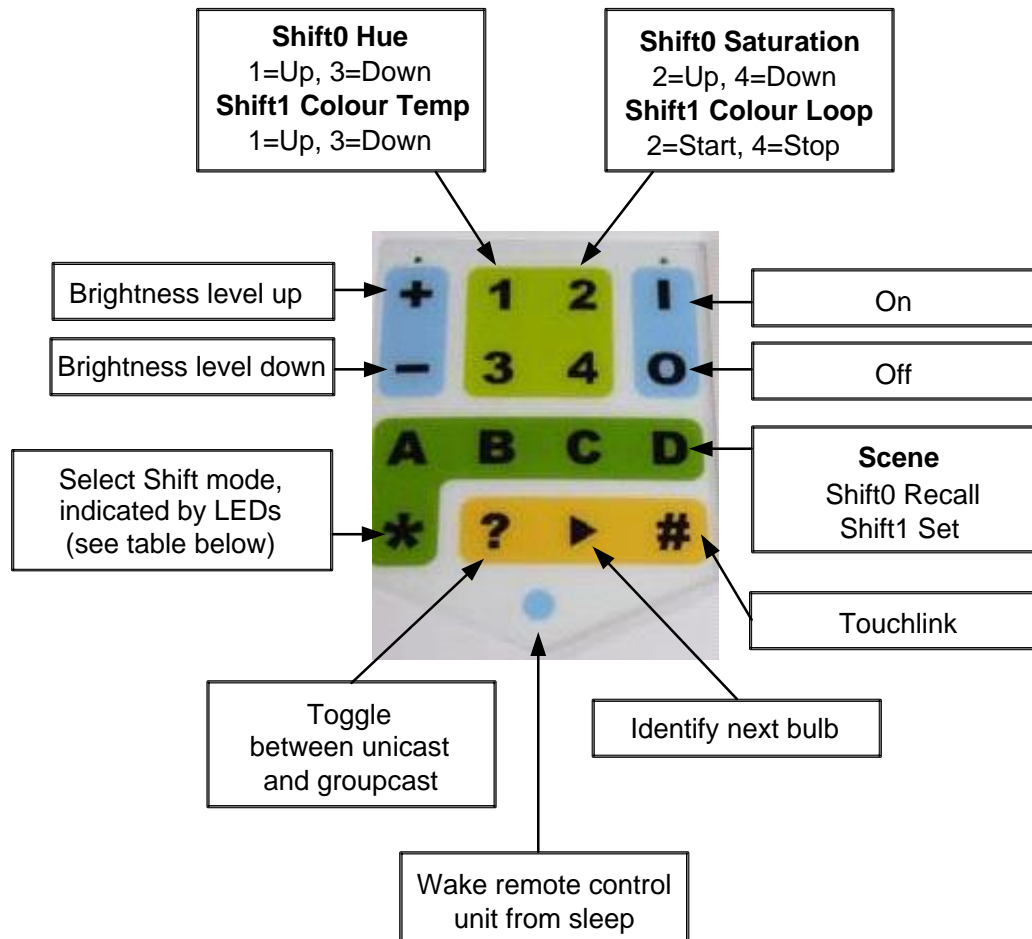 Shift0 Hue
1=Up, 3=Down
Shift1 Colour Temp
1=Up, 3=Down
Shift0 Saturation
2=Up, 4=Down
Shift1 Colour Loop
2=Start, 4=Stop
Brightness level up
+ 1 2 I
On
Brightness level down
- 3 4 O
Off
A B C D
Scene
Shift0 Recall
Shift1 Set
Select Shift mode,
indicated by LEDs
(see table below)
* ? ► #
Touchlink
Toggle
between unicast
and groupcast
Identify next bulb
Wake remote control
unit from sleep